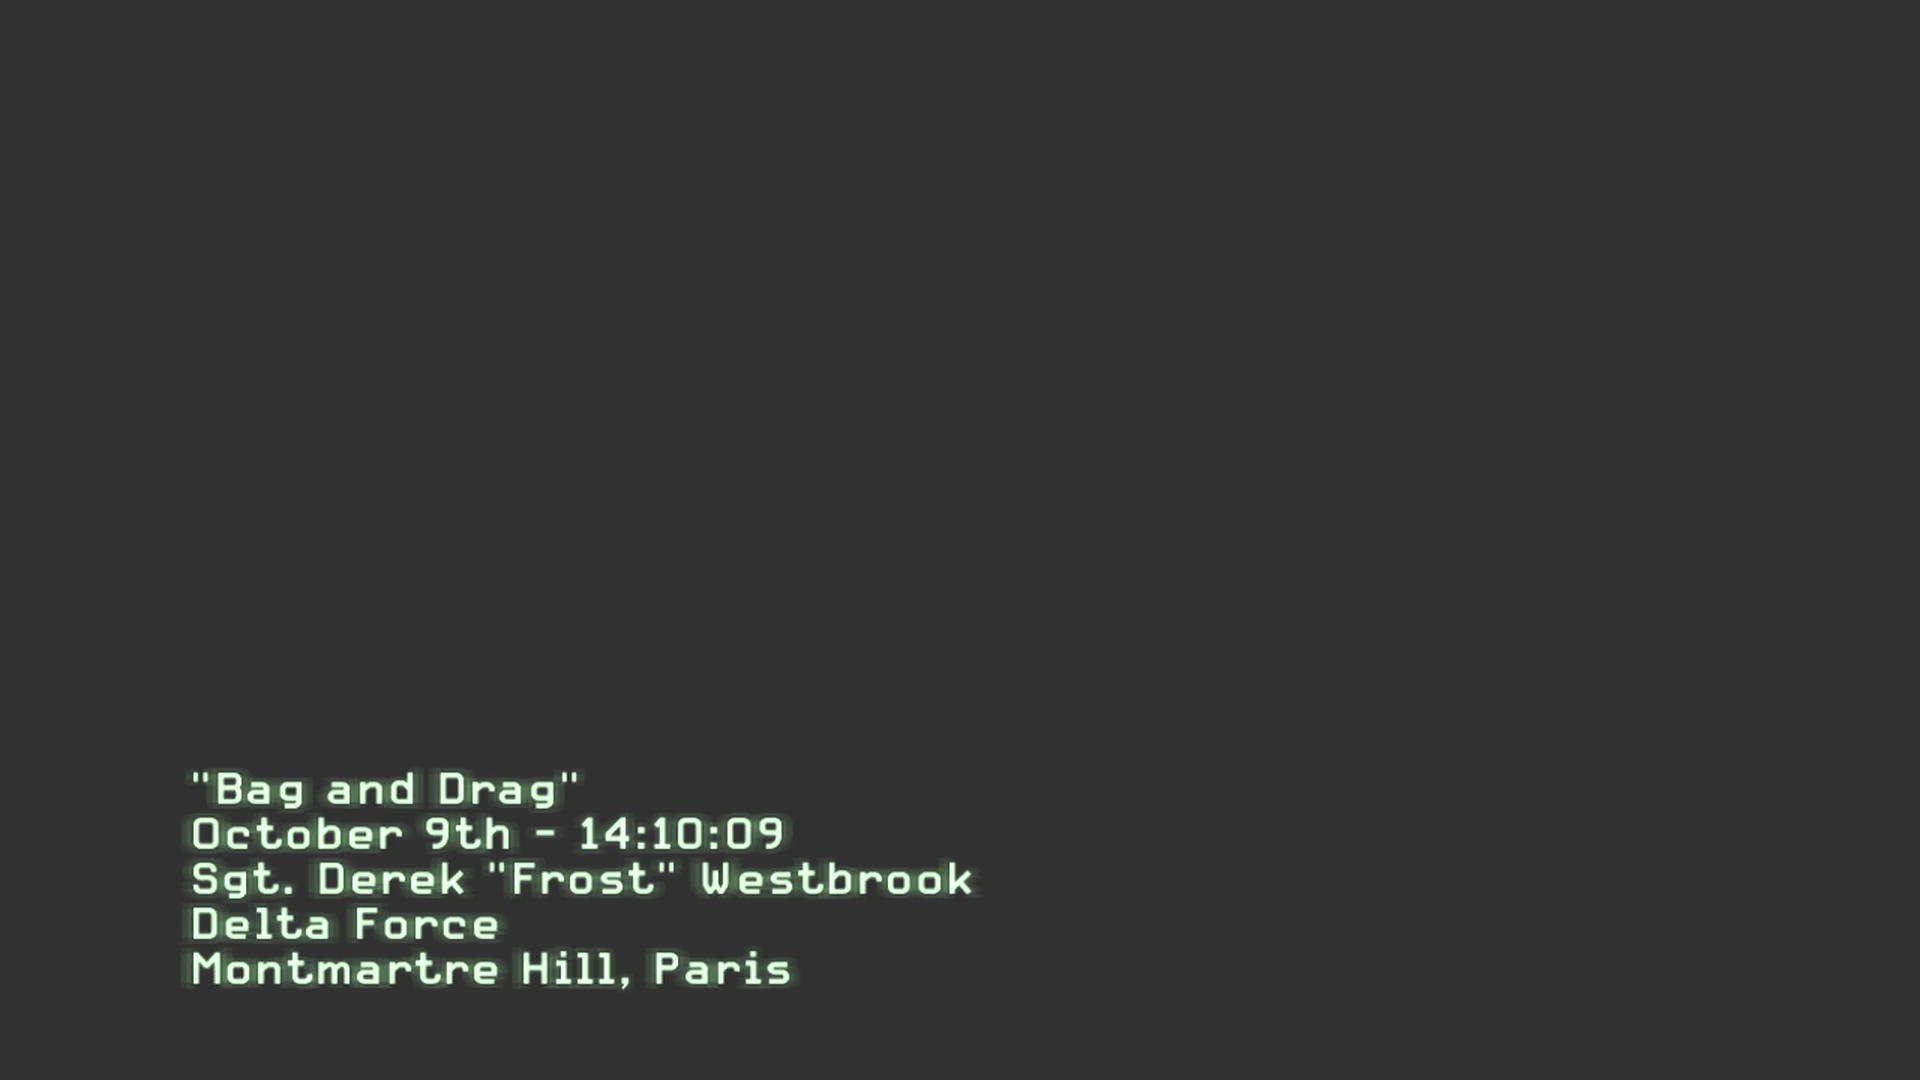 "Bag and Drag"
October 9th - 14:10:09
Sgt. Derek "Frost" Westbrook
Delta Force
Montmartre Hill, Paris